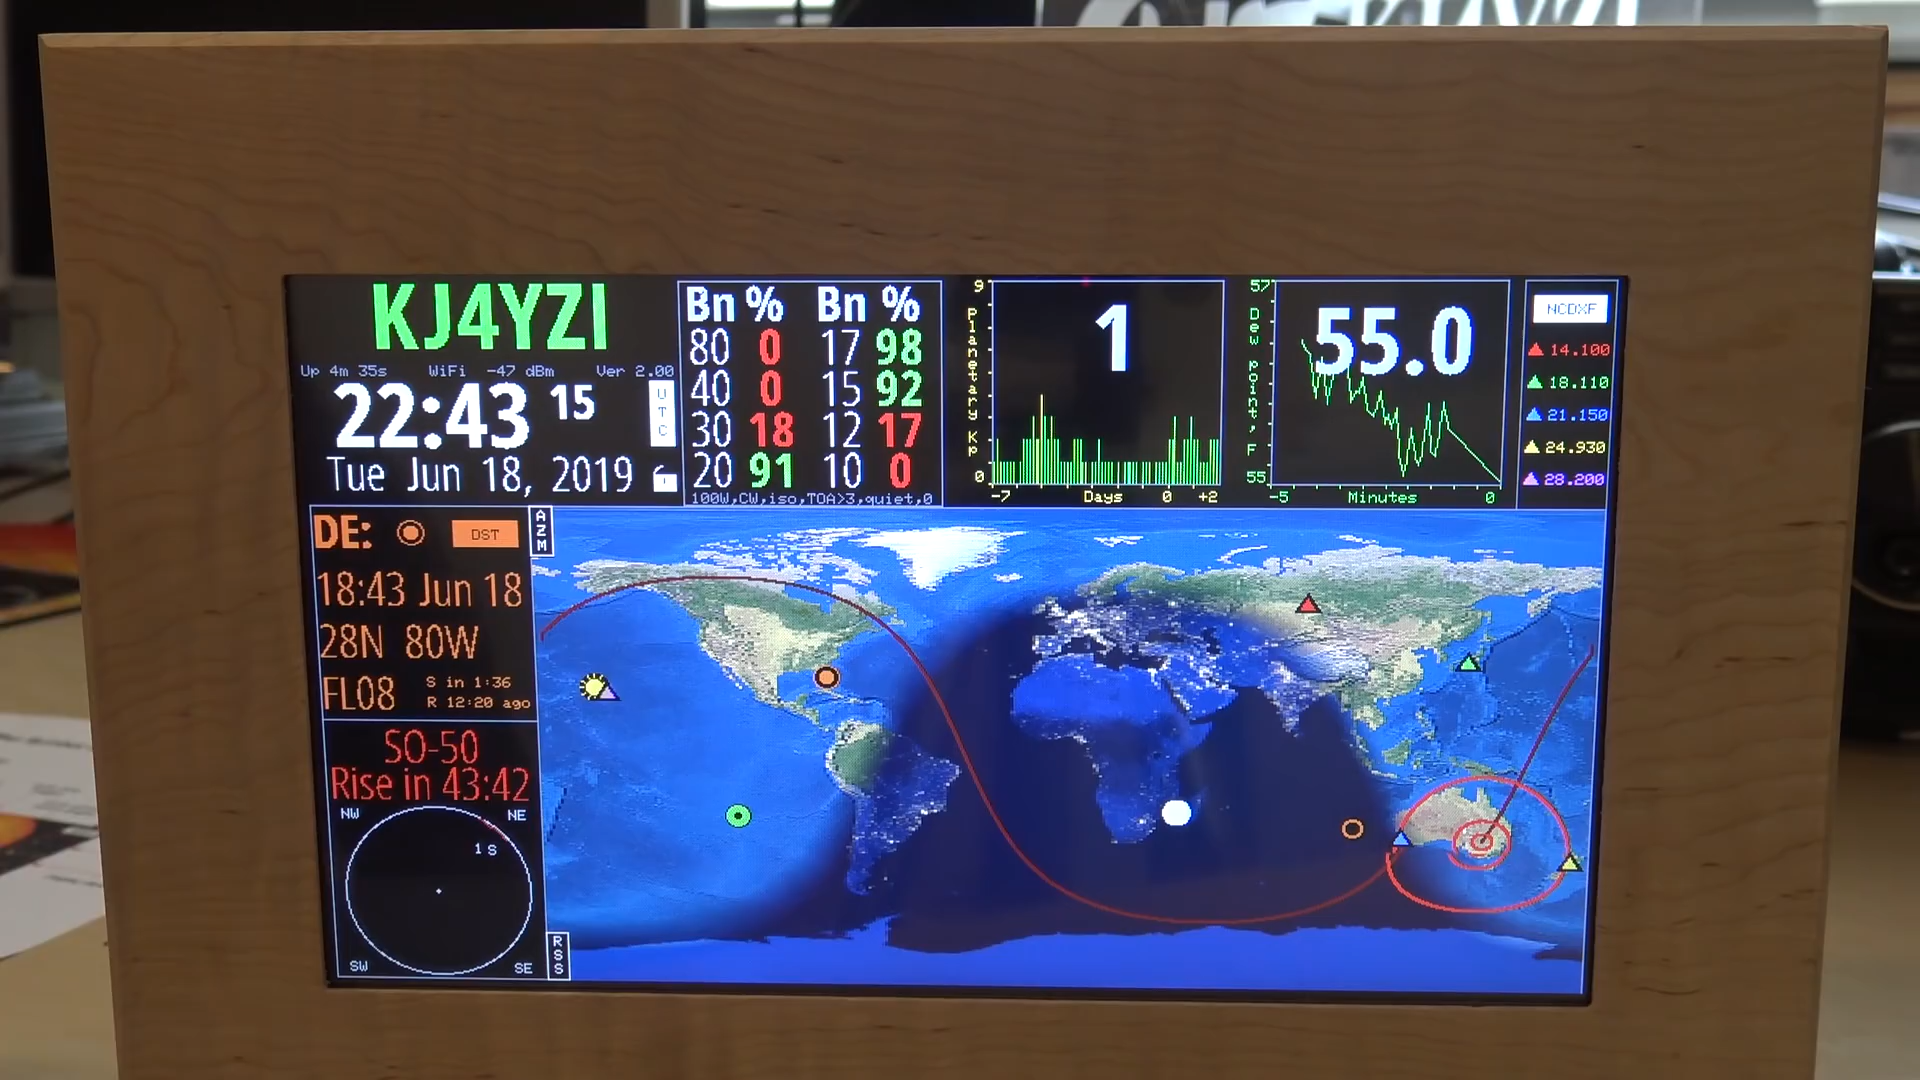 KJ4YZI
Up 4m 35s WiFi -47 dBm Ver 2.00
22:43 15 UTC
Tue Jun 18, 2019
Bn % Bn %
80 0 17 98
40 0 15 92
30 18 12 17
20 91 10 0
100W,CW,iso,TOA>3,quiet,0
Planetary Kp
9
1
0
-7 Days 0 +2
Dew point, F
57
55.0
55
-5 Minutes 0
NCDXF
14.100
18.110
21.150
24.930
28.200
DE: DST
18:43 Jun 18
28N 80W
FL08 S in 1:36
R 12:20 ago
AZM
SO-50
Rise in 43:42
NW NE
1 S
SW SE
RSS